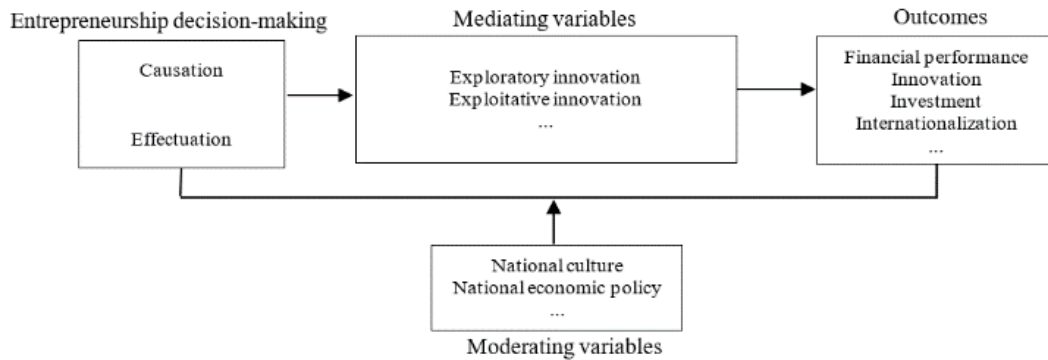 Entrepreneurship decision-making
Causation
Effectuation
Mediating variables
Exploratory innovation
Exploitative innovation
...
Outcomes
Financial performance
Innovation
Investment
Internationalization
...
National culture
National economic policy
...
Moderating variables